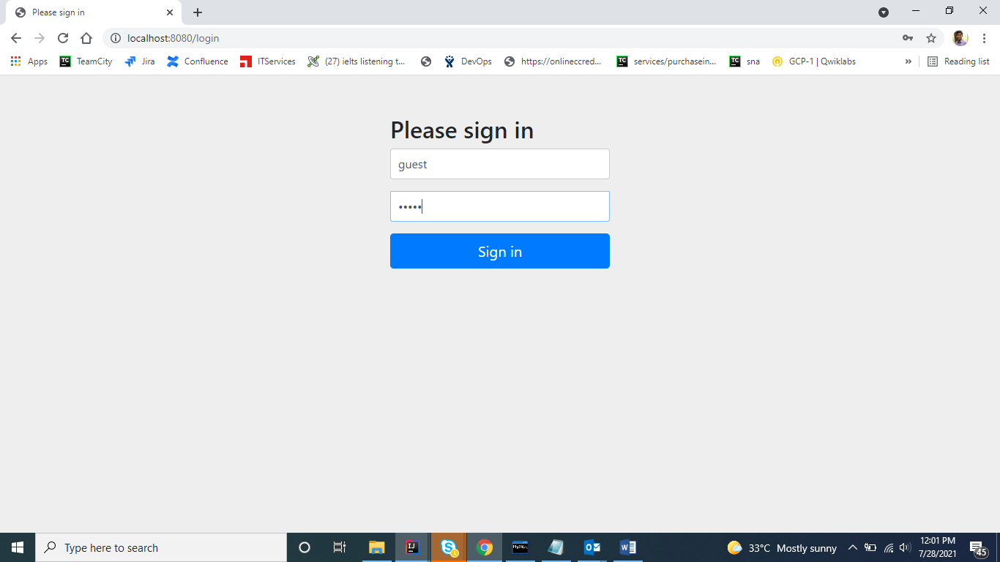 Please sign in
localhost:8080/login
Apps TeamCity Jira Confluence ITServices (27) ielts listening t... DevOps https://onlineccred... services/purchasein... sna GCP-1 | Qwiklabs » Reading list
Please sign in
guest
•••••
Sign in
Type here to search
33°C Mostly sunny
12:01 PM
7/28/2021
45